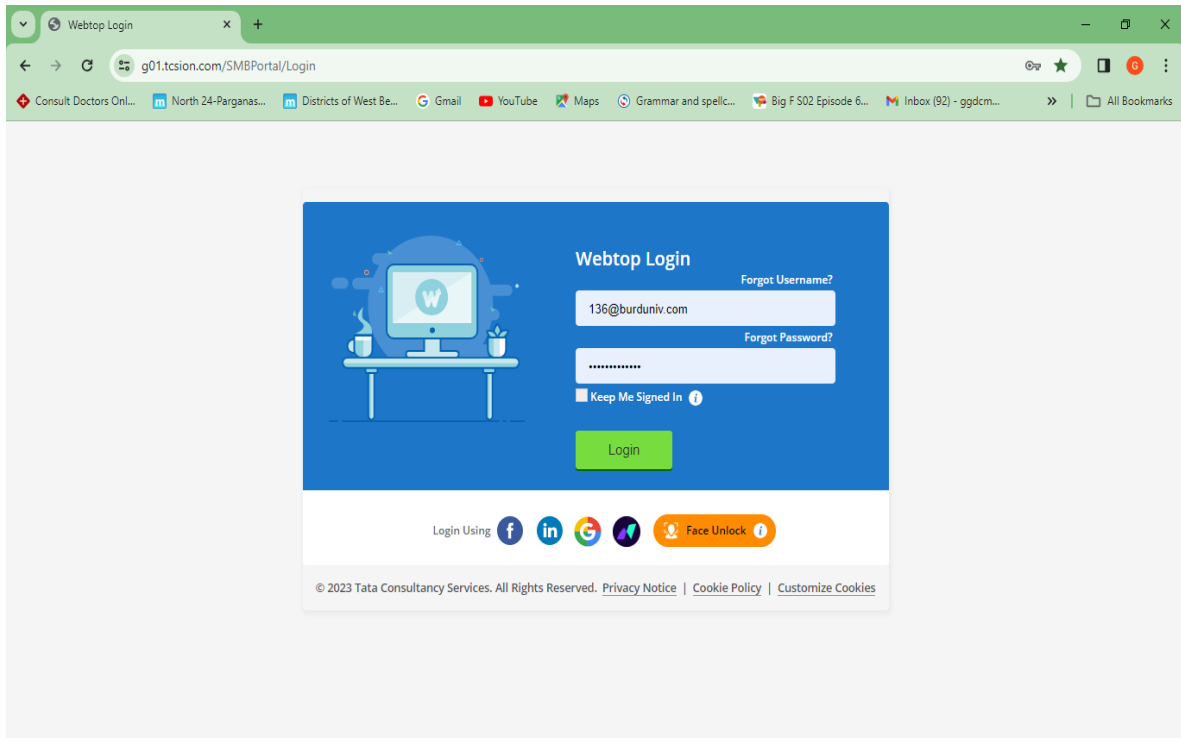 Webtop Login
g01.tcsion.com/SMBPortal/Login
G
Consult Doctors Onl... North 24-Parganas... Districts of West Be... Gmail YouTube Maps Grammar and spellc... Big F S02 Episode 6... Inbox (92) - ggdcm... » All Bookmarks
W
Webtop Login
Forgot Username?
136@burduniv.com
Forgot Password?
•••••••••••••
Keep Me Signed In i
Login
Login Using f in G Face Unlock i
© 2023 Tata Consultancy Services. All Rights Reserved. Privacy Notice | Cookie Policy | Customize Cookies